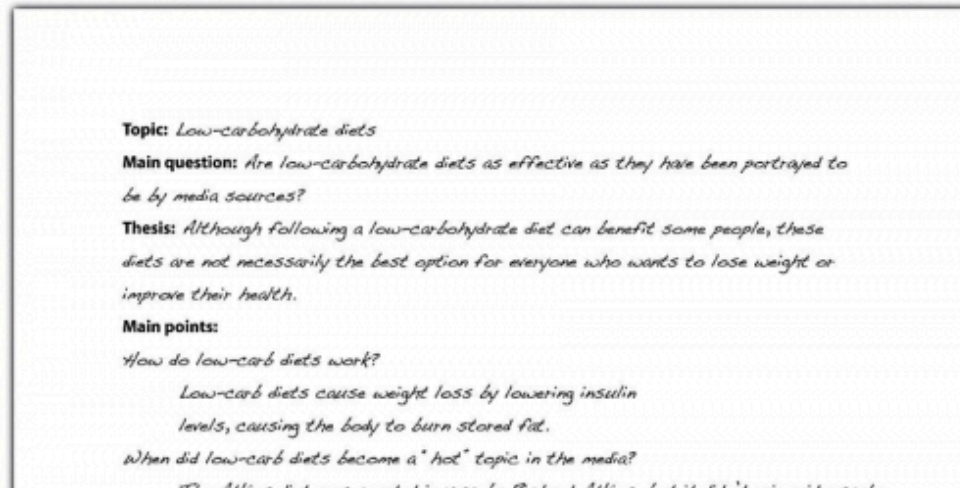 Topic: Low-carbohydrate diets
Main question: Are low-carbohydrate diets as effective as they have been portrayed to
be by media sources?
Thesis: Although following a low-carbohydrate diet can benefit some people, these
diets are not necessarily the best option for everyone who wants to lose weight or
improve their health.
Main points:
How do low-carb diets work?
Low-carb diets cause weight loss by lowering insulin
levels, causing the body to burn stored fat.
When did low-carb diets become a "hot" topic in the media?